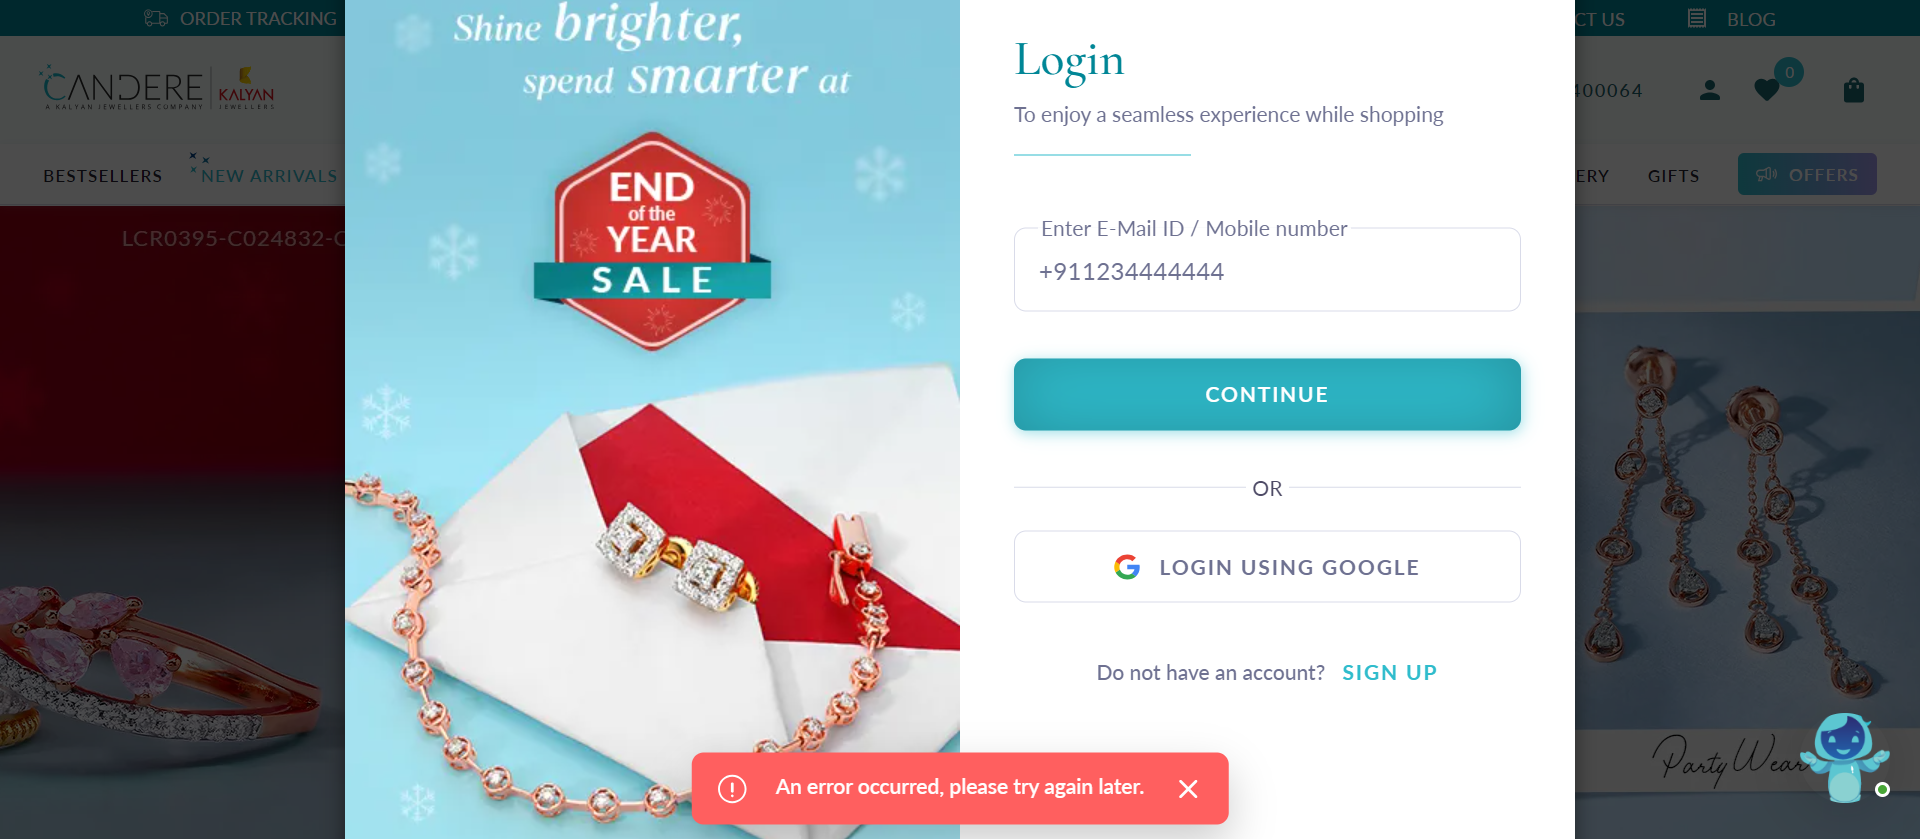 ORDER TRACKING
CT US
BLOG
CANDERE
A KALYAN JEWELLERS COMPANY
KALYAN
JEWELLERS
400064
0
BESTSELLERS
NEW ARRIVALS
ERY
GIFTS
OFFERS
LCR0395-C024832-C
Shine brighter,
spend smarter at
END
of the
YEAR
SALE
Login
To enjoy a seamless experience while shopping
Enter E-Mail ID / Mobile number
+911234444444
CONTINUE
OR
LOGIN USING GOOGLE
Do not have an account? SIGN UP
Party Wear
An error occurred, please try again later.